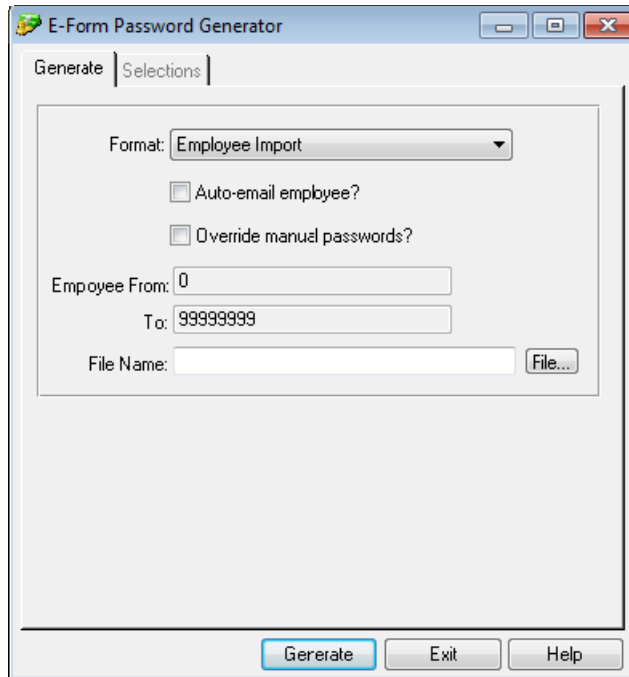 E-Form Password Generator
Generate Selections
Format: Employee Import
Auto-email employee?
Override manual passwords?
Empoyee From: 0
To: 99999999
File Name: File...
Gererate Exit Help